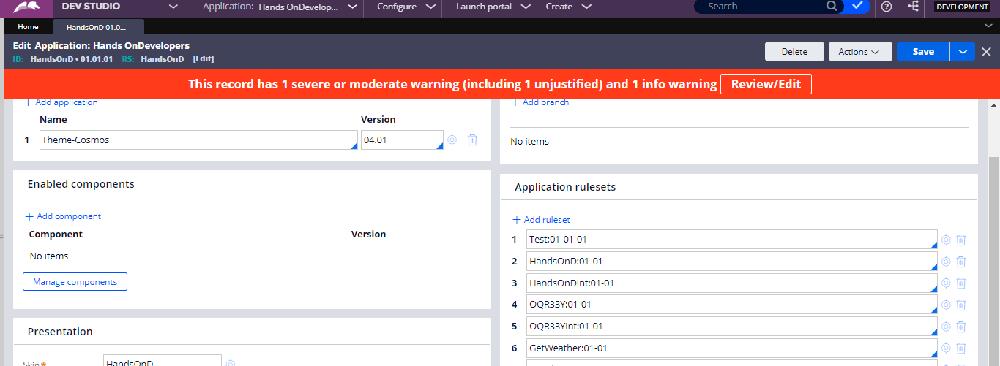 DEV STUDIO
Application: Hands OnDevelop...
Configure
Launch portal
Create
Search
DEVELOPMENT
Home
HandsOnD 01.0...
Edit Application: Hands OnDevelopers
ID: HandsOnD • 01.01.01 RS: HandsOnD [Edit]
Delete
Actions
Save
This record has 1 severe or moderate warning (including 1 unjustified) and 1 info warning
Review/Edit
+ Add application
Name Version
1 Theme-Cosmos 04.01
Enabled components
+ Add component
Component Version
No items
Manage components
Presentation
Skin* HandsOnD
+ Add branch
No items
Application rulesets
+ Add ruleset
1 Test:01-01-01
2 HandsOnD:01-01
3 HandsOnDInt:01-01
4 OQR33Y:01-01
5 OQR33YInt:01-01
6 GetWeather:01-01